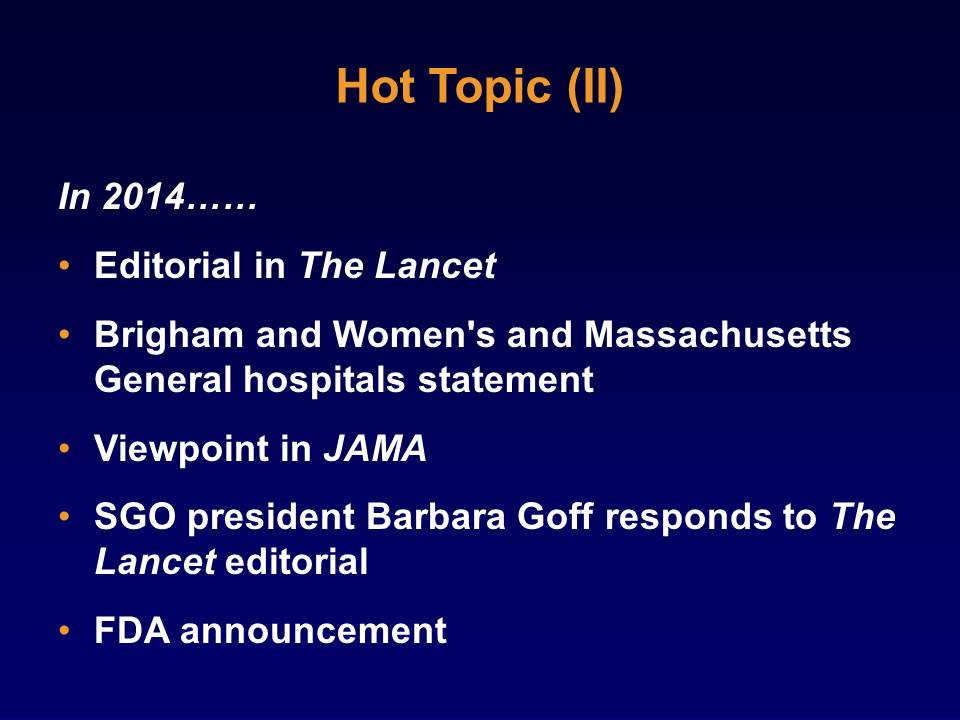 Hot Topic (II)
In 2014……
• Editorial in The Lancet
• Brigham and Women's and Massachusetts
General hospitals statement
• Viewpoint in JAMA
• SGO president Barbara Goff responds to The
Lancet editorial
• FDA announcement